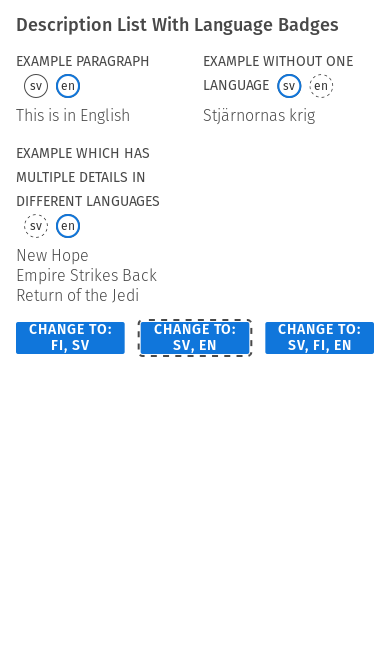 Description List With Language Badges
EXAMPLE PARAGRAPH
sv en
This is in English
EXAMPLE WITHOUT ONE
LANGUAGE sv en
Stjärnornas krig
EXAMPLE WHICH HAS
MULTIPLE DETAILS IN
DIFFERENT LANGUAGES
sv en
New Hope
Empire Strikes Back
Return of the Jedi
CHANGE TO:
FI, SV
CHANGE TO:
SV, EN
CHANGE TO:
SV, FI, EN